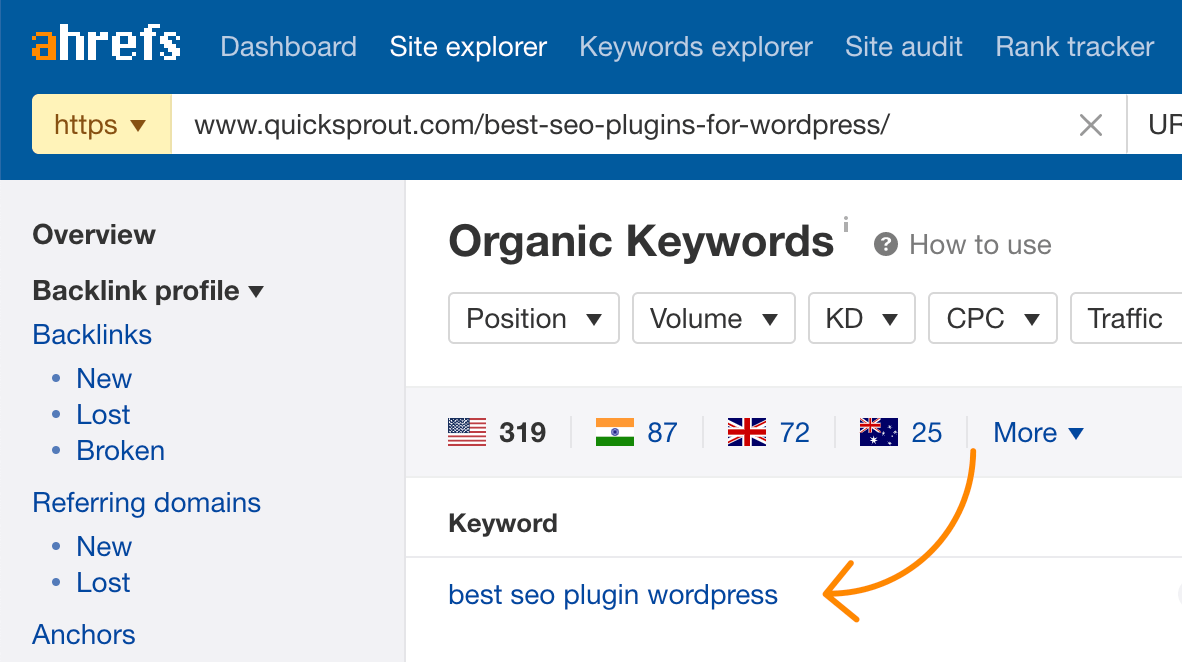 ahrefs Dashboard Site explorer Keywords explorer Site audit Rank tracker
https www.quicksprout.com/best-seo-plugins-for-wordpress/ UR
Overview
Backlink profile
Backlinks
New
Lost
Broken
Referring domains
New
Lost
Anchors
Organic Keywords i ? How to use
Position Volume KD CPC Traffic
319 87 72 25 More
Keyword
best seo plugin wordpress